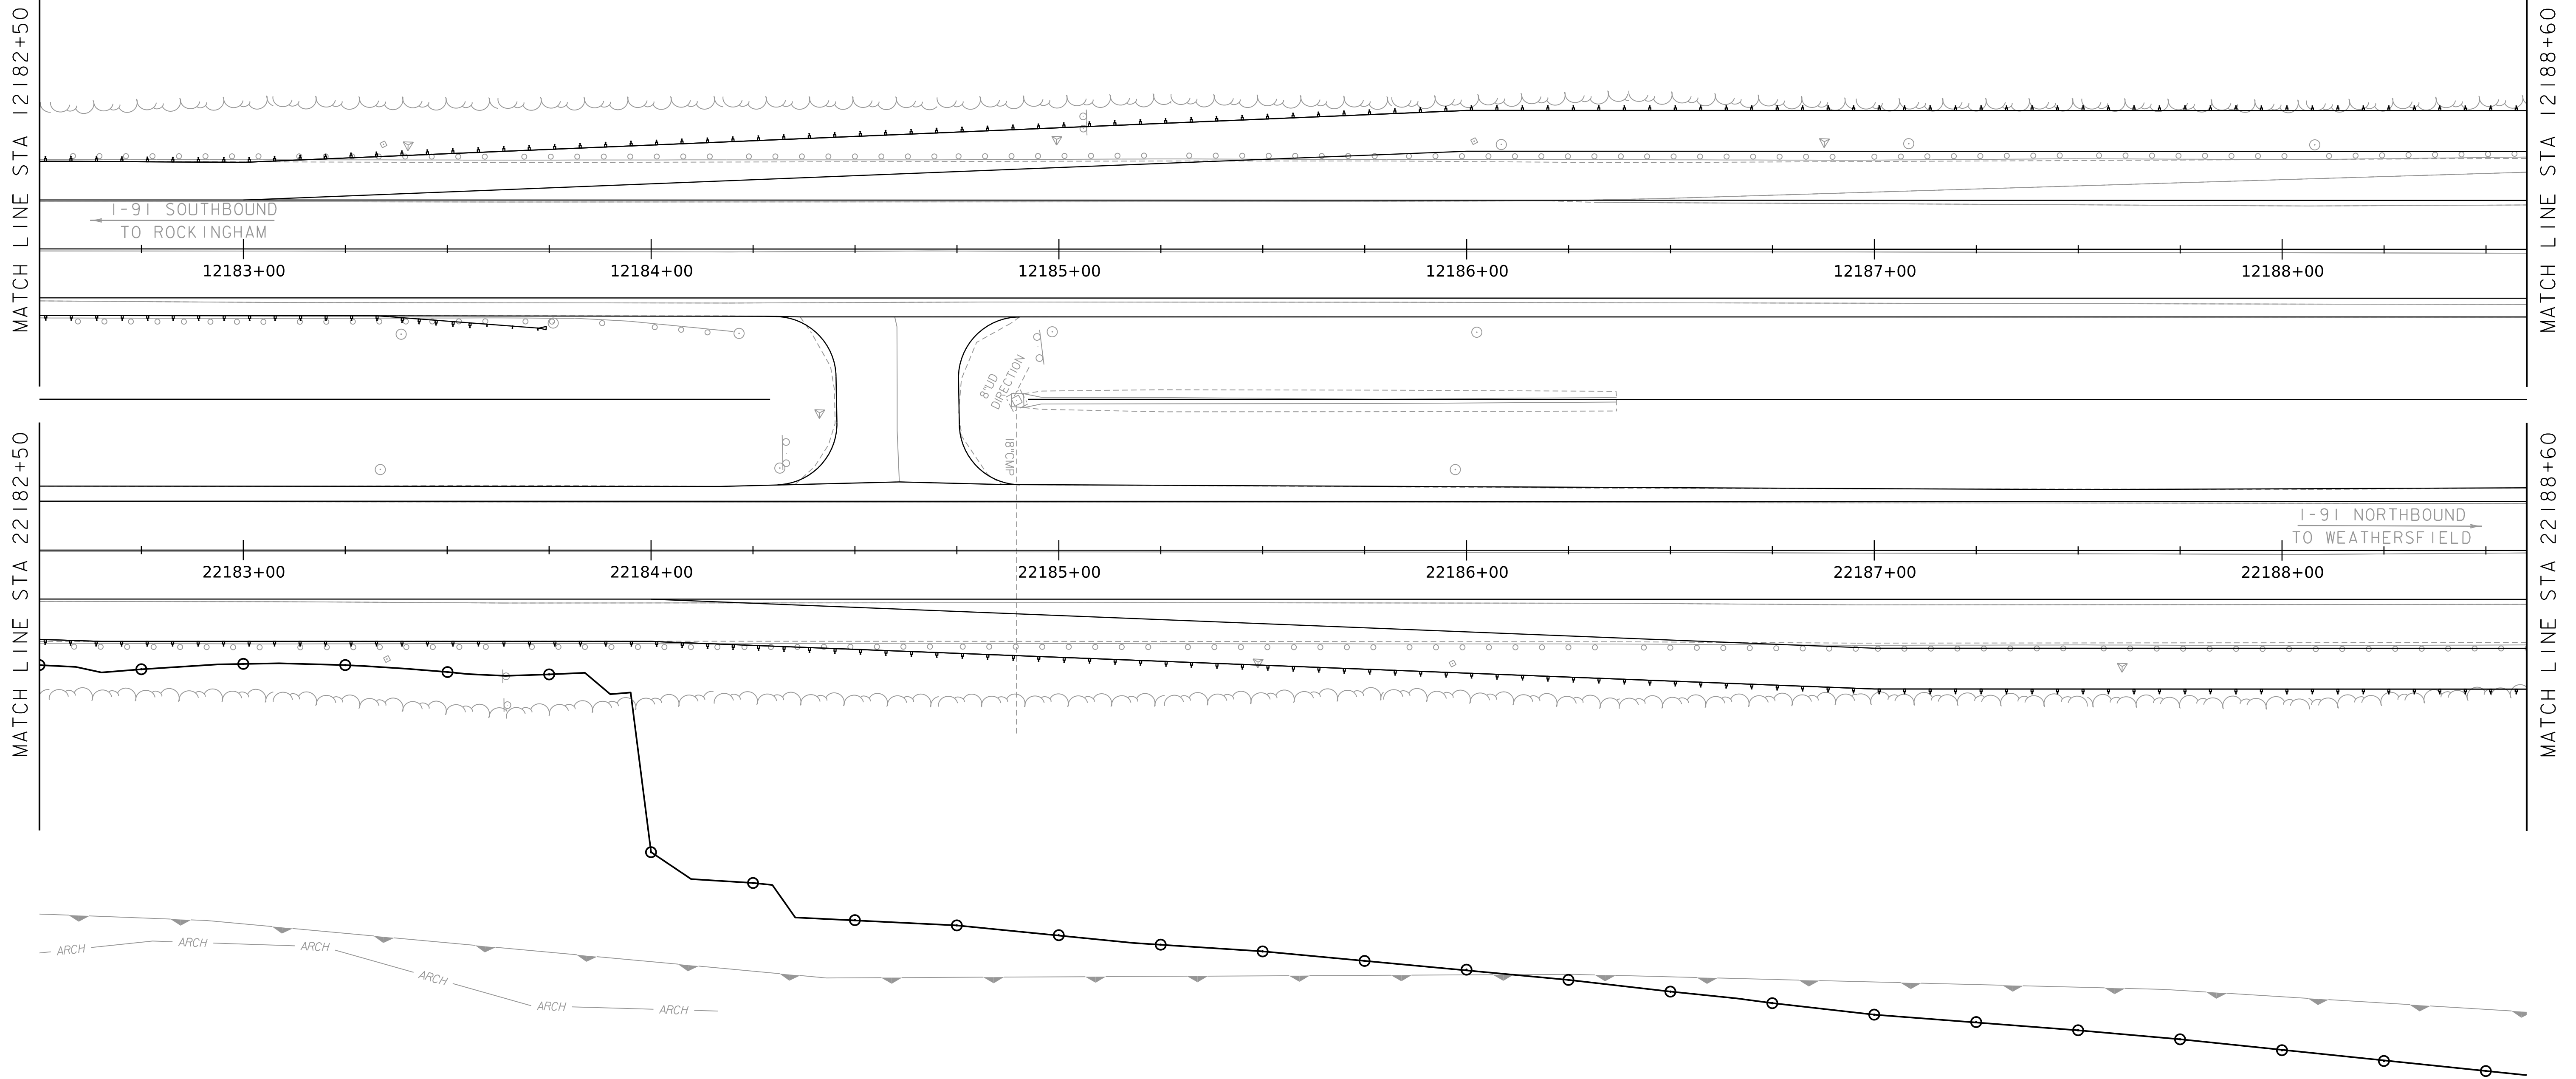 MATCH LINE STA 12182+50
MATCH LINE STA 12188+60
I-91 SOUTHBOUND
TO ROCKINGHAM
12183+00
12184+00
12185+00
12186+00
12187+00
12188+00
8"UD
DIRECTION
18"CMP
MATCH LINE STA 22182+50
MATCH LINE STA 22188+60
I-91 NORTHBOUND
TO WEATHERSFIELD
22183+00
22184+00
22185+00
22186+00
22187+00
22188+00
ARCH
ARCH
ARCH
ARCH
ARCH
ARCH